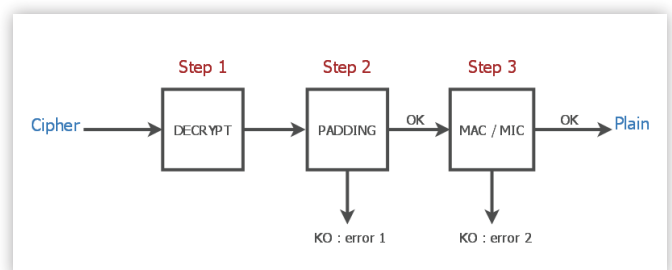 Step 1
Step 2
Step 3
Cipher
DECRYPT
PADDING
OK
MAC / MIC
OK
Plain
KO : error 1
KO : error 2